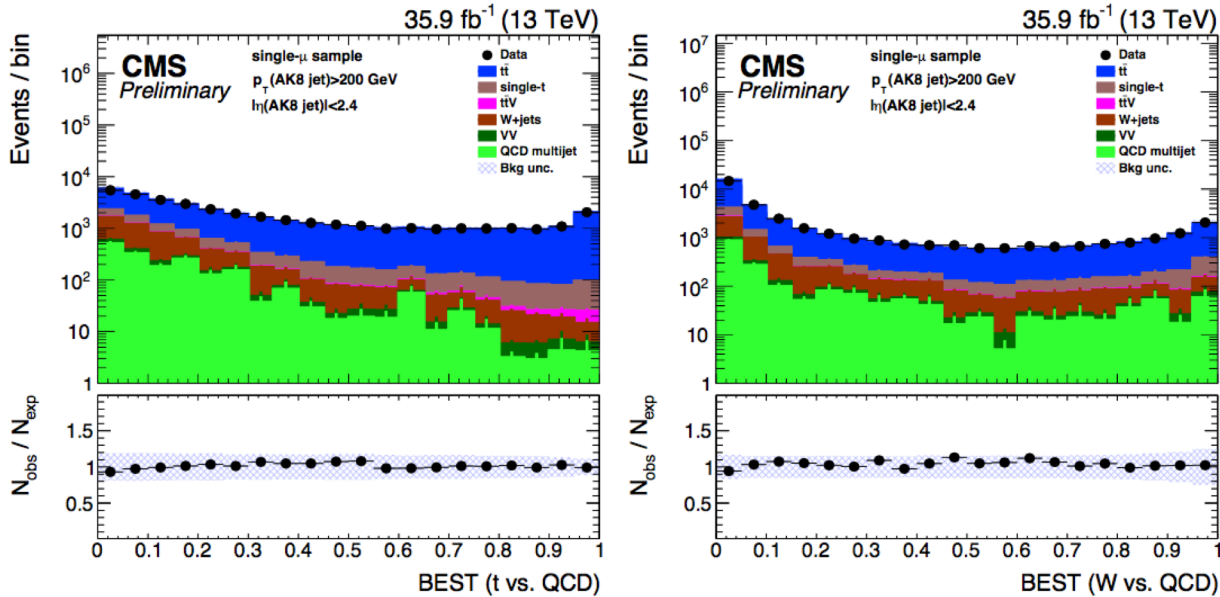 35.9 fb⁻¹ (13 TeV)
Events / bin
10⁶
10⁵
10⁴
10³
10²
10
1
CMS
Preliminary
single-μ sample
p_T (AK8 jet)>200 GeV
|η(AK8 jet)|<2.4
Data
tt̄
single-t
tt̄V
W+jets
VV
QCD multijet
Bkg unc.
N_obs / N_exp
1.5
1
0.5
0 0.1 0.2 0.3 0.4 0.5 0.6 0.7 0.8 0.9 1
BEST (t vs. QCD)
35.9 fb⁻¹ (13 TeV)
Events / bin
10⁷
10⁶
10⁵
10⁴
10³
10²
10
1
CMS
Preliminary
single-μ sample
p_T (AK8 jet)>200 GeV
|η(AK8 jet)|<2.4
Data
tt̄
single-t
tt̄V
W+jets
VV
QCD multijet
Bkg unc.
N_obs / N_exp
1.5
1
0.5
0 0.1 0.2 0.3 0.4 0.5 0.6 0.7 0.8 0.9 1
BEST (W vs. QCD)